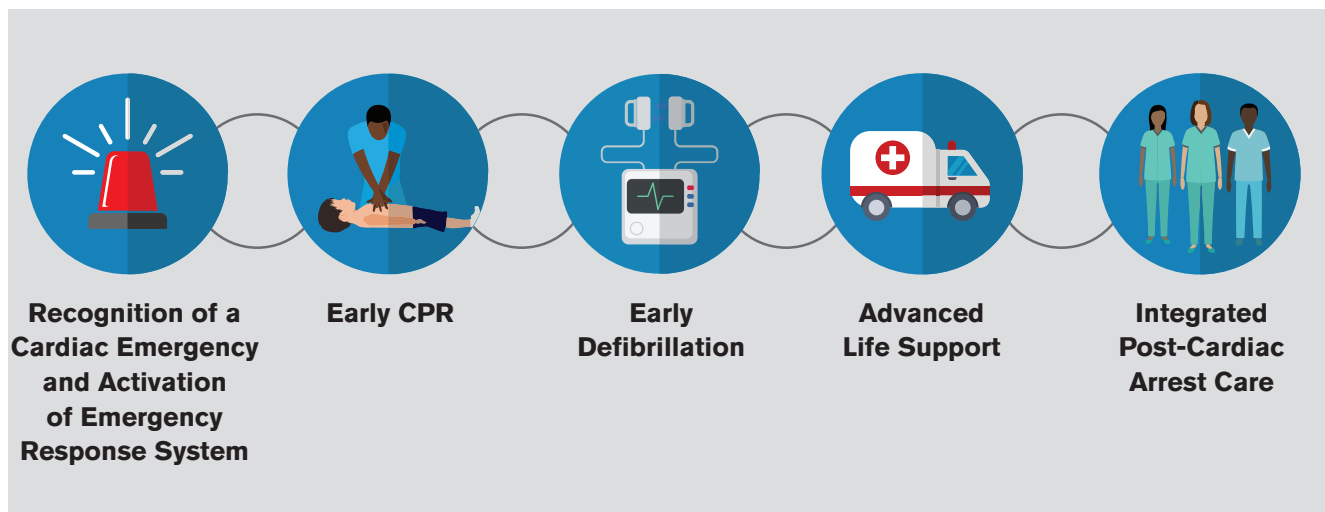 Recognition of a
Cardiac Emergency
and Activation
of Emergency
Response System
Early CPR
Early
Defibrillation
Advanced
Life Support
Integrated
Post-Cardiac
Arrest Care